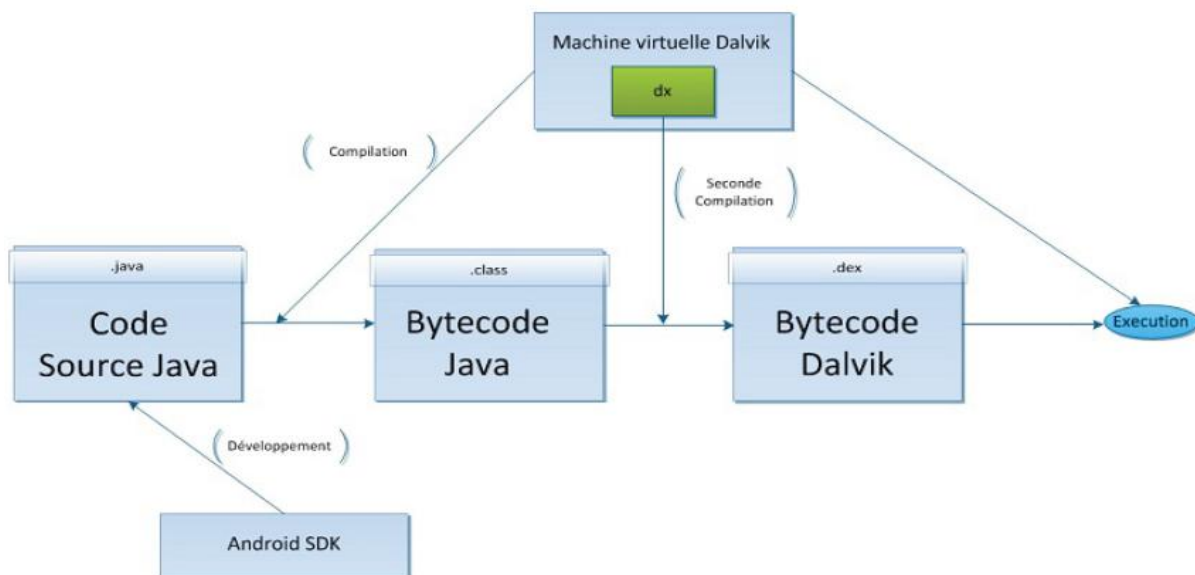 Machine virtuelle Dalvik
dx
Compilation
Seconde
Compilation
.java
Code
Source Java
.class
Bytecode
Java
.dex
Bytecode
Dalvik
Execution
Développement
Android SDK